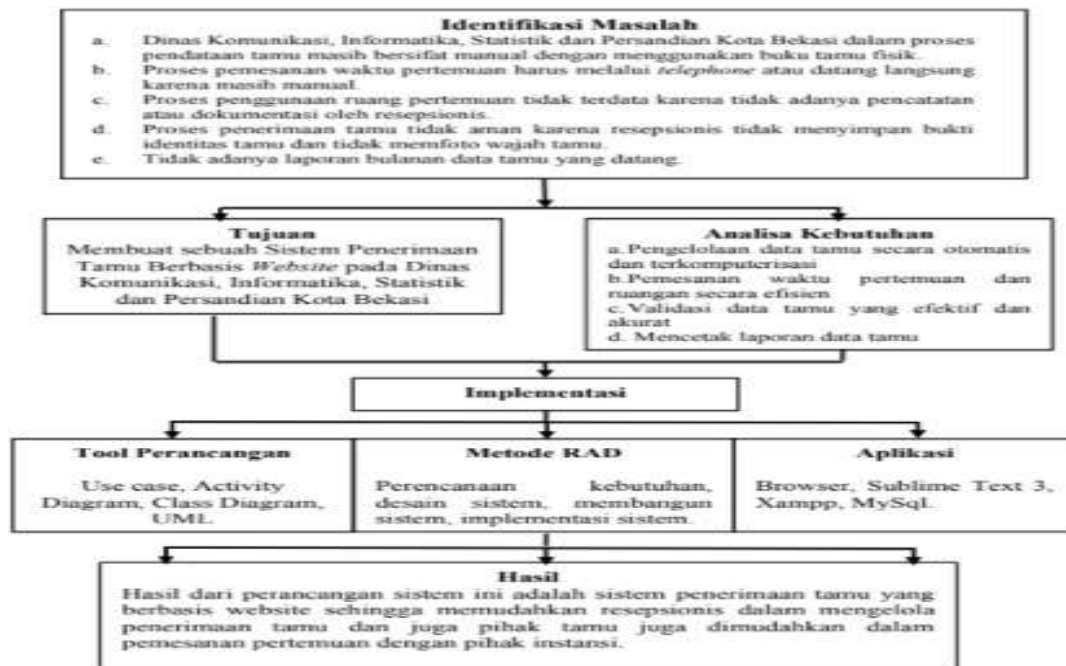 Identifikasi Masalah
a. Dinas Komunikasi, Informatika, Statistik dan Persandian Kota Bekasi dalam proses
pendataan tamu masih bersifat manual dengan menggunakan buku tamu fisik.
b. Proses pemesanan waktu pertemuan harus melalui telephone atau datang langsung
karena masih manual.
c. Proses penggunaan ruang pertemuan tidak terdata karena tidak adanya pencatatan
atau dokumentasi oleh resepsionis.
d. Proses penerimaan tamu tidak aman karena resepsionis tidak menyimpan bukti
identitas tamu dan tidak memfoto wajah tamu.
e. Tidak adanya laporan bulanan data tamu yang datang.
Tujuan
Membuat sebuah Sistem Penerimaan
Tamu Berbasis Website pada Dinas
Komunikasi, Informatika, Statistik
dan Persandian Kota Bekasi
Analisa Kebutuhan
a.Pengelolaan data tamu secara otomatis
dan terkomputerisasi
b.Pemesanan waktu pertemuan dan
ruangan secara efisien
c.Validasi data tamu yang efektif dan
akurat
d. Mencetak laporan data tamu
Implementasi
Tool Perancangan
Use case, Activity
Diagram, Class Diagram,
UML
Metode RAD
Perencanaan kebutuhan,
desain sistem, membangun
sistem, implementasi sistem.
Aplikasi
Browser, Sublime Text 3,
Xampp, MySql.
Hasil
Hasil dari perancangan sistem ini adalah sistem penerimaan tamu yang
berbasis website sehingga memudahkan resepsionis dalam mengelola
penerimaan tamu dan juga pihak tamu juga dimudahkan dalam
pemesanan pertemuan dengan pihak instansi.